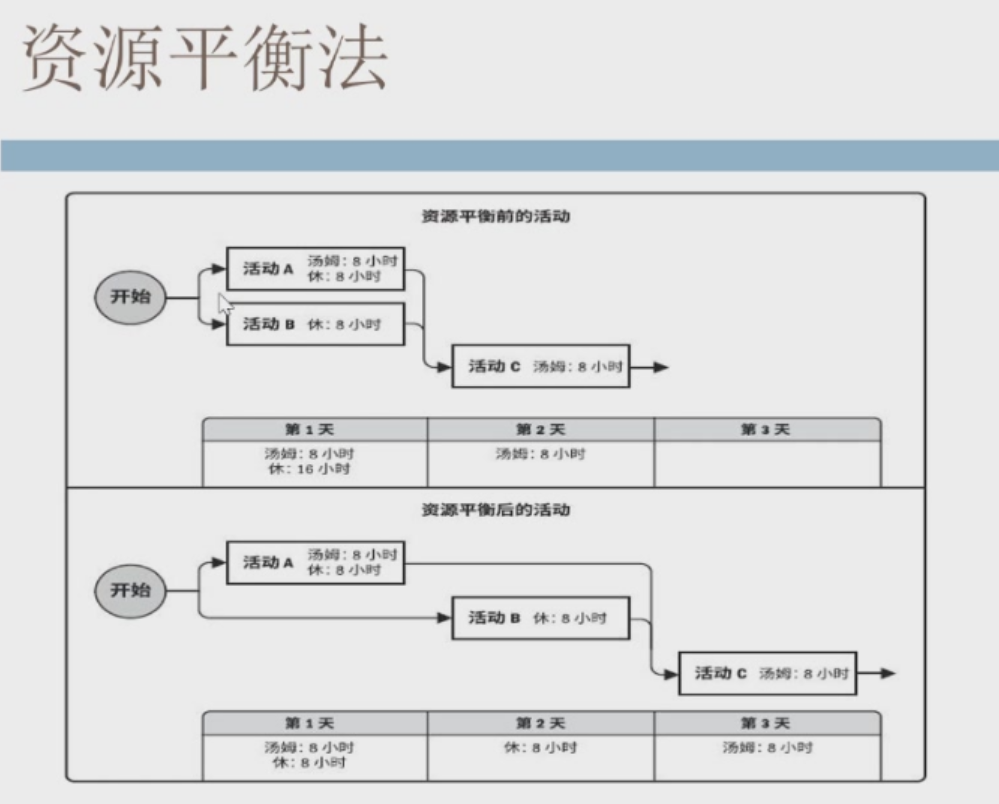 资源平衡法
资源平衡前的活动
开始
活动 A
汤姆：8 小时
休：8 小时
活动 B 休：8 小时
活动 C 汤姆：8 小时
第 1 天 第 2 天 第 3 天
汤姆：8 小时 汤姆：8 小时
休：16 小时
资源平衡后的活动
开始
活动 A
汤姆：8 小时
休：8 小时
活动 B 休：8 小时
活动 C 汤姆：8 小时
第 1 天 第 2 天 第 3 天
汤姆：8 小时 休：8 小时 汤姆：8 小时
休：8 小时